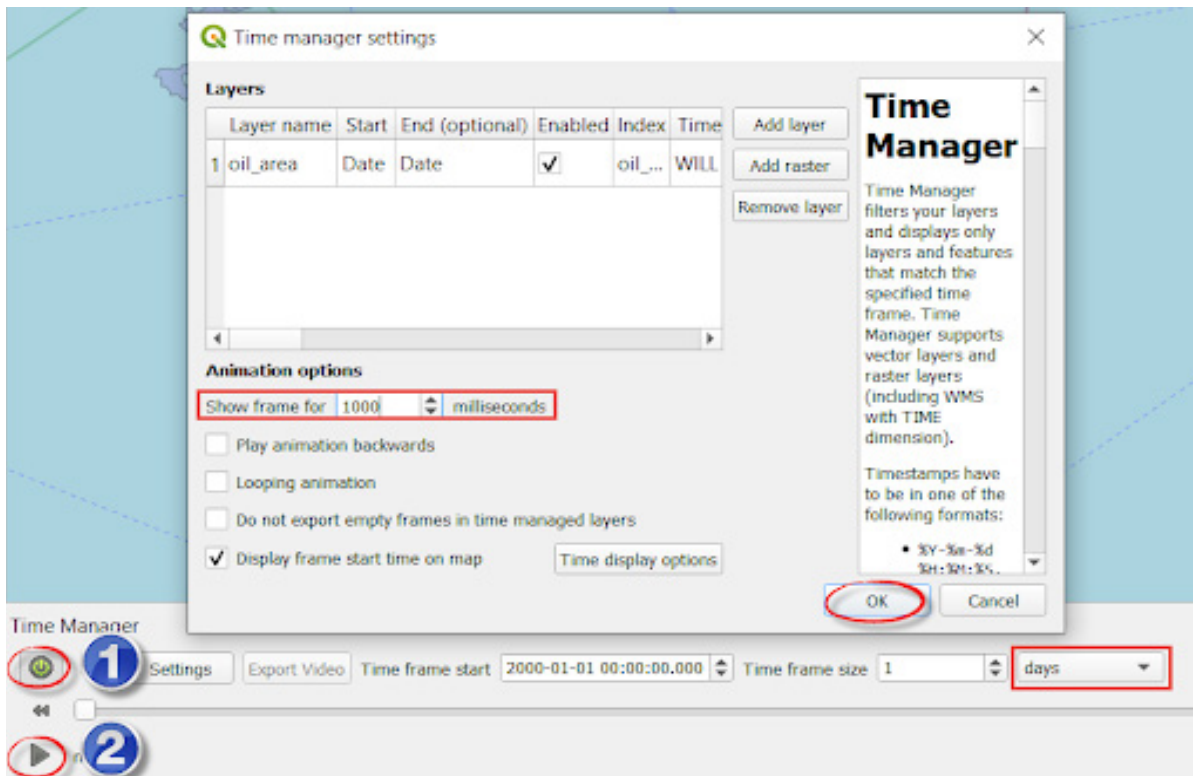 Time manager settings
Layers
Layer name Start End (optional) Enabled Index Time
1 oil_area Date Date oil_... WILL
Add layer
Add raster
Remove layer
Animation options
Show frame for 1000 milliseconds
Play animation backwards
Looping animation
Do not export empty frames in time managed layers
Display frame start time on map
Time display options
Time
Manager
Time Manager
filters your layers
and displays only
layers and features
that match the
specified time
frame. Time
Manager supports
vector layers and
raster layers
(including WMS
with TIME
dimension).
Timestamps have
to be in one of the
following formats:
• %Y-%m-%d
%H:%M:%S.
OK Cancel
Time Manager
1 Settings Export Video Time frame start 2000-01-01 00:00:00.000 Time frame size 1 days
2